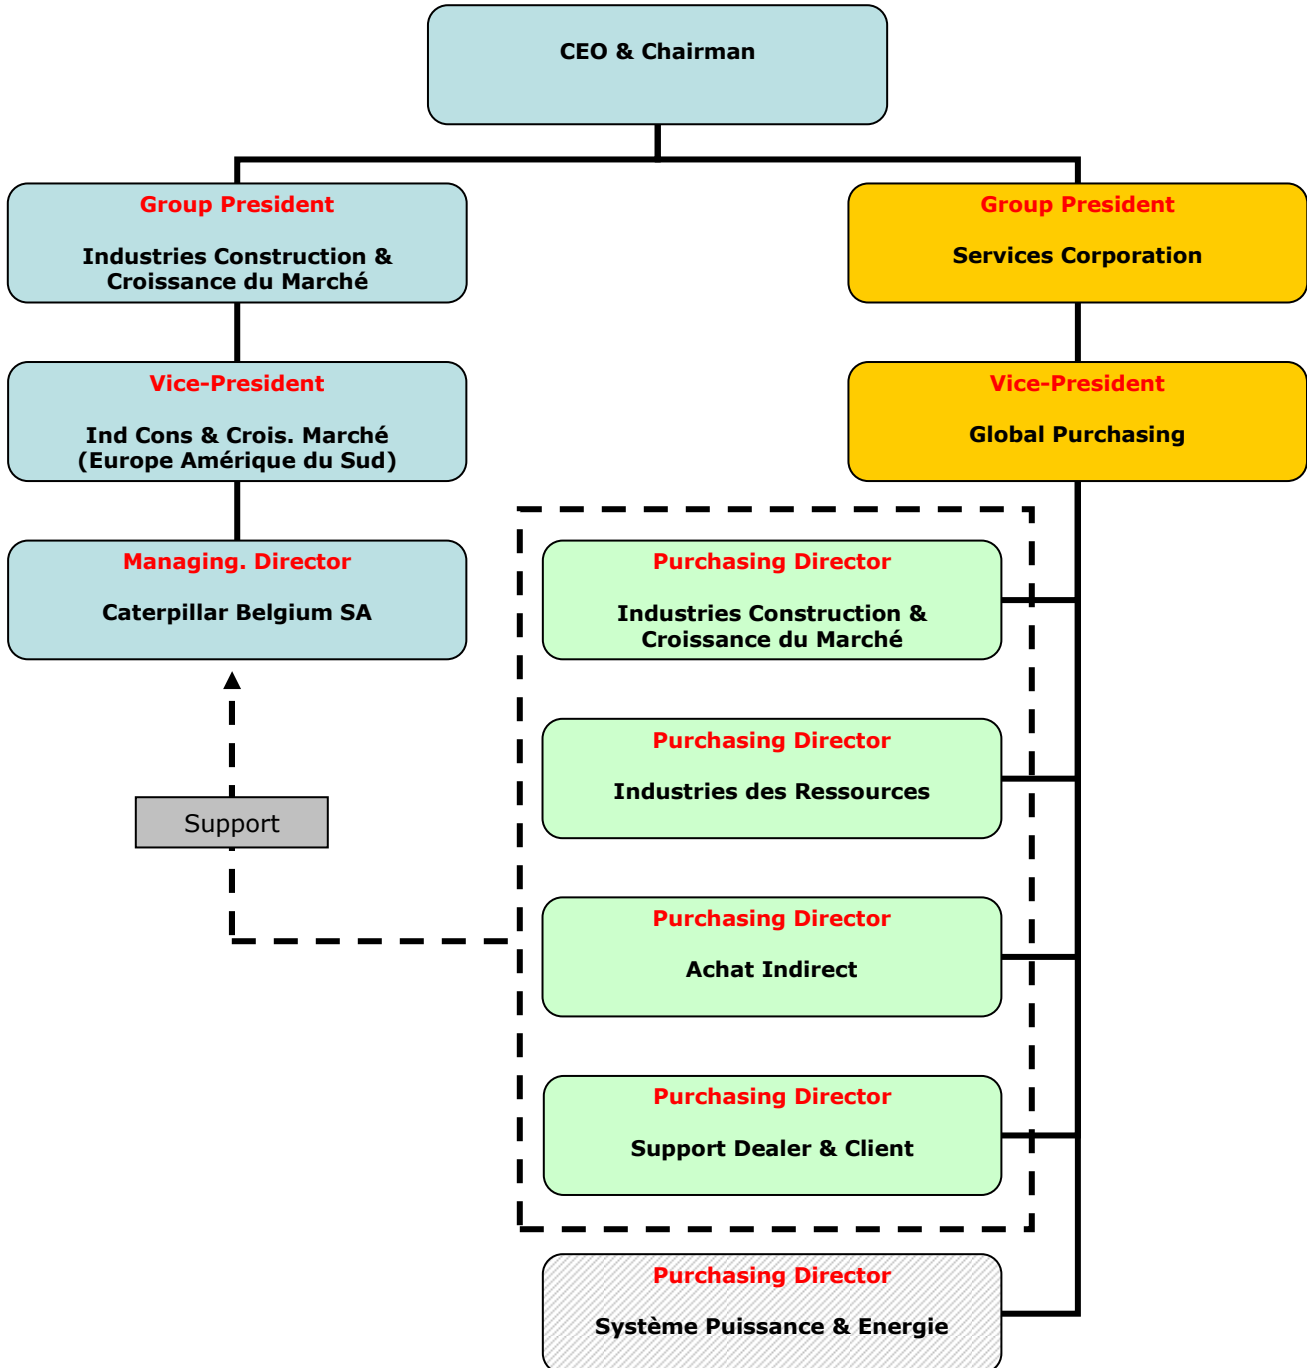 CEO & Chairman
Group President
Industries Construction &
Croissance du Marché
Group President
Services Corporation
Vice-President
Ind Cons & Crois. Marché
(Europe Amérique du Sud)
Vice-President
Global Purchasing
Managing. Director
Caterpillar Belgium SA
Purchasing Director
Industries Construction &
Croissance du Marché
Purchasing Director
Industries des Ressources
Support
Purchasing Director
Achat Indirect
Purchasing Director
Support Dealer & Client
Purchasing Director
Système Puissance & Energie